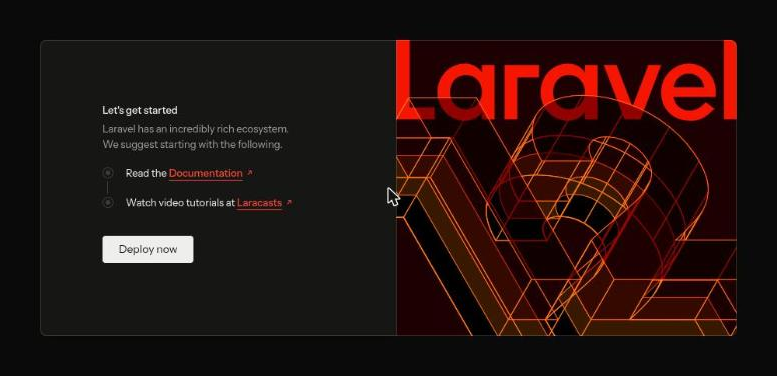 Let's get started
Laravel has an incredibly rich ecosystem.
We suggest starting with the following.
Read the Documentation
Watch video tutorials at Laracasts
Deploy now
Laravel